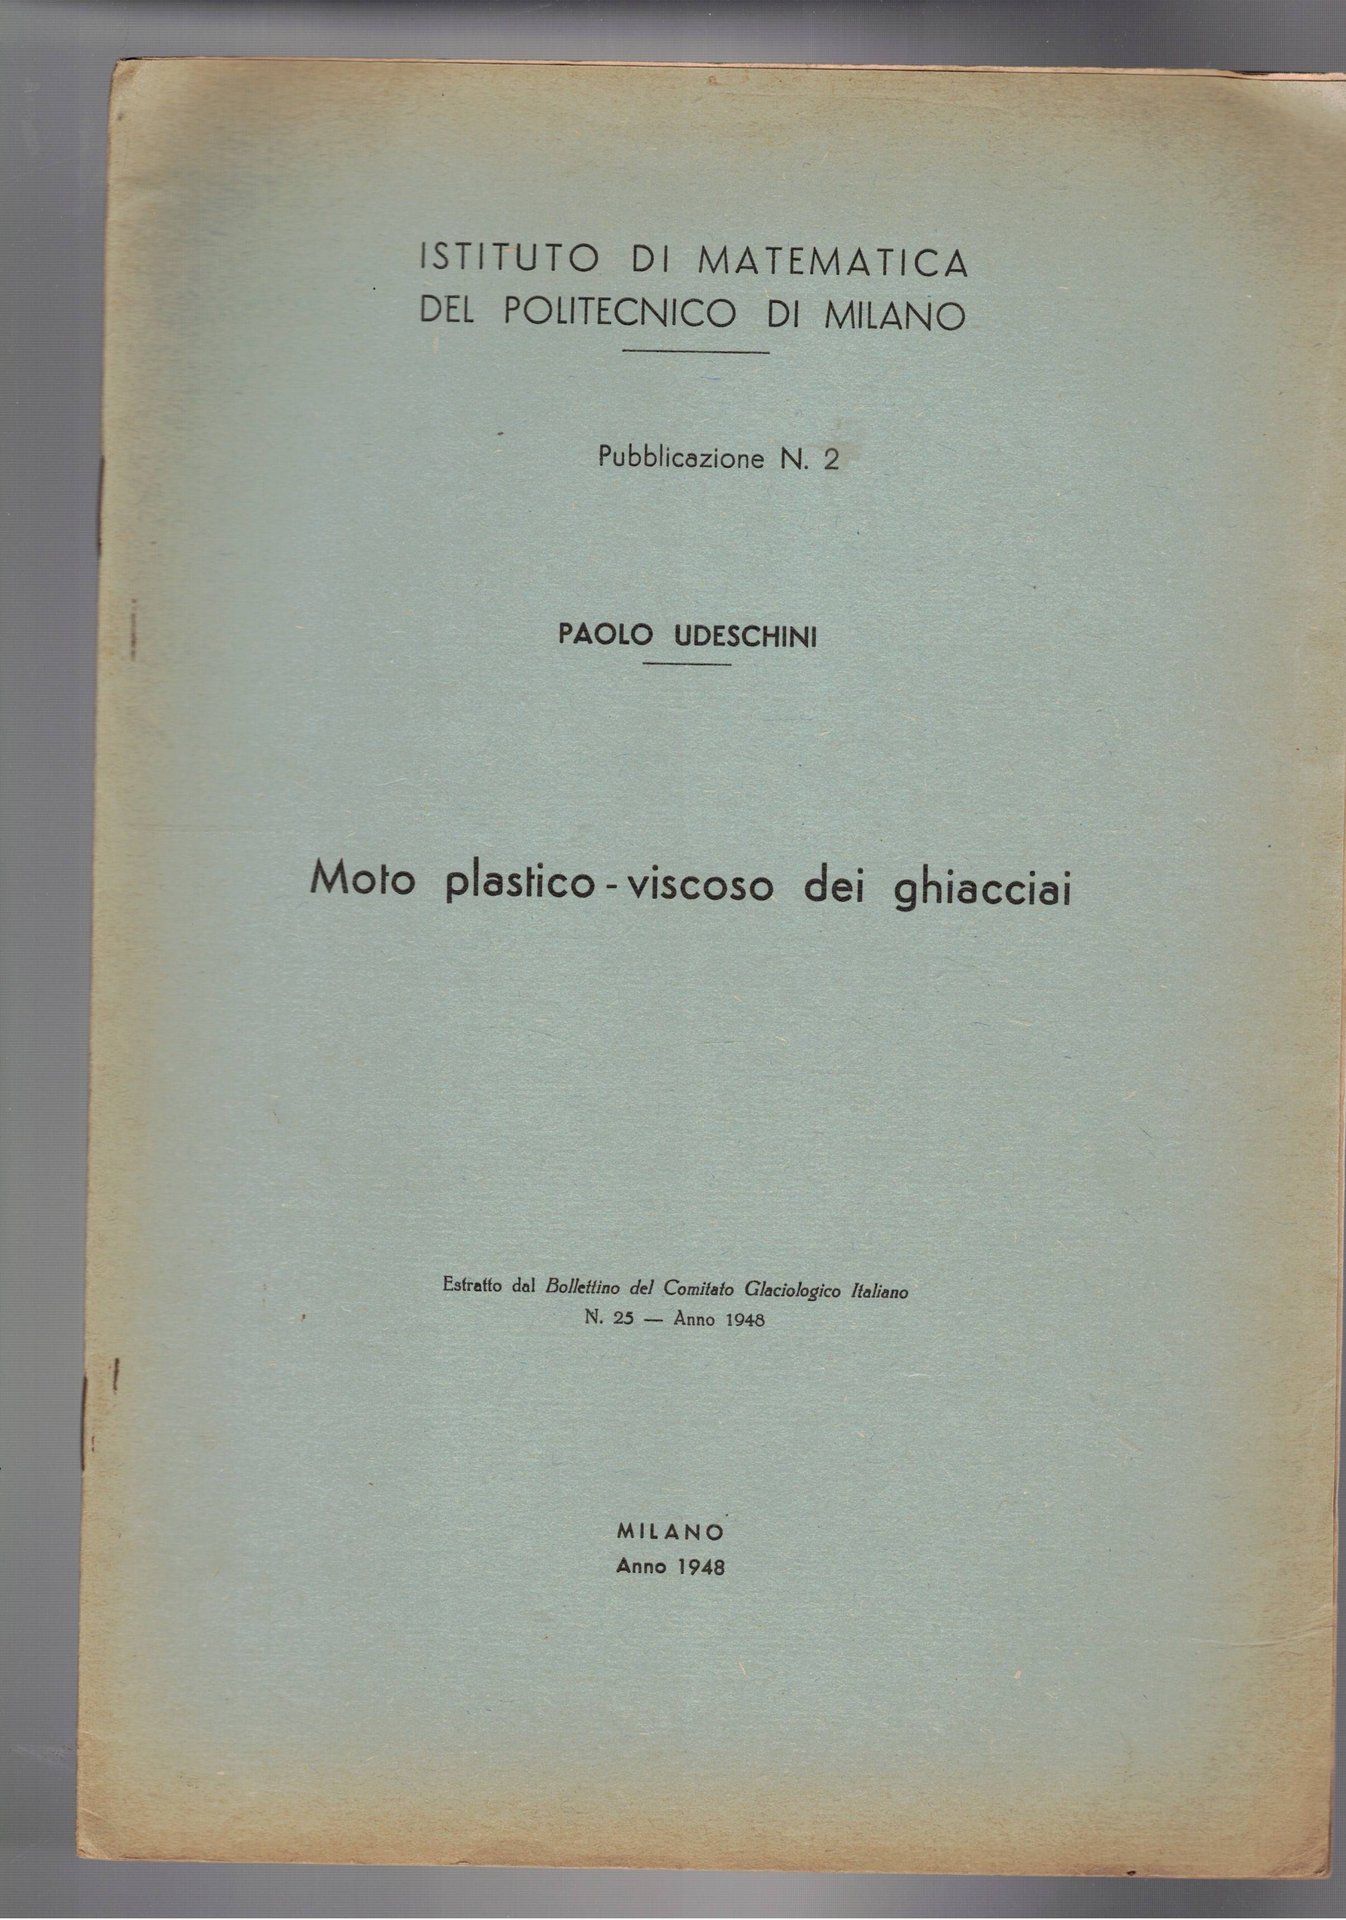 ISTITUTO DI MATEMATICA
DEL POLITECNICO DI MILANO
Pubblicazione N. 2
PAOLO UDESCHINI
Moto plastico - viscoso dei ghiacciai
Estratto dal Bollettino del Comitato Glaciologico Italiano
N. 25 — Anno 1948
MILANO
Anno 1948